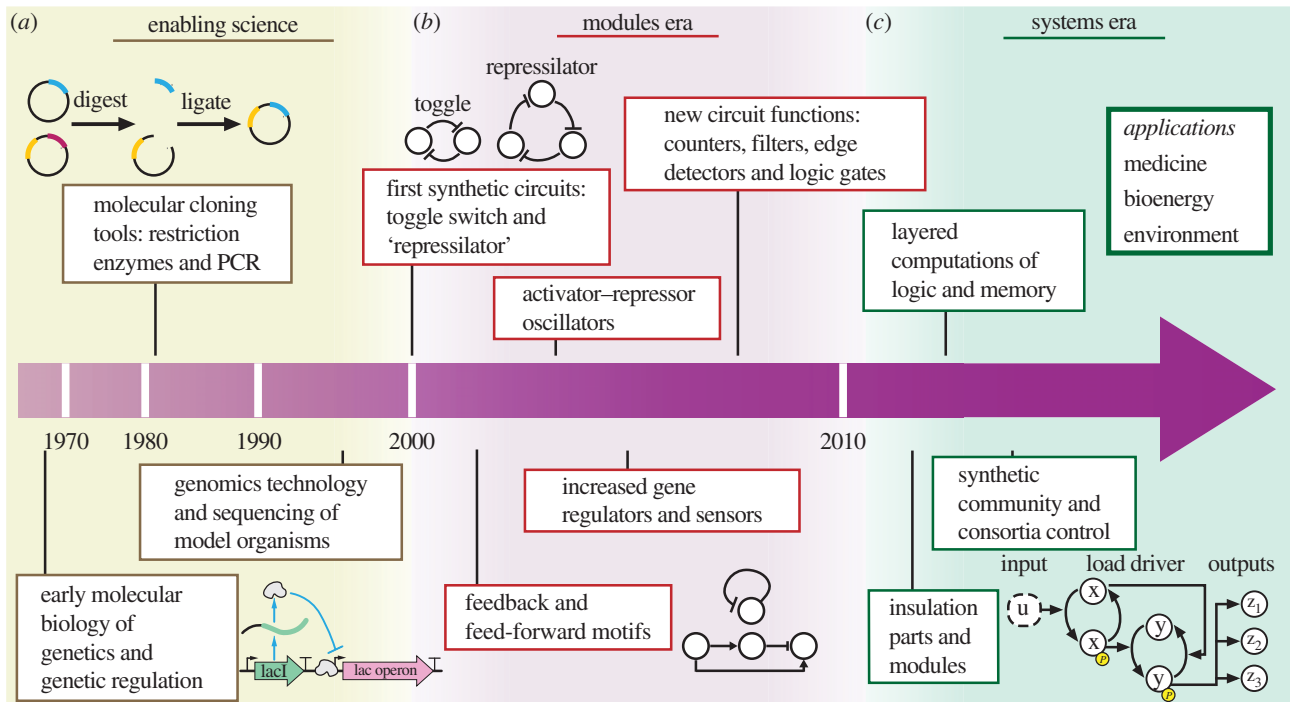 (a)
enabling science
digest
ligate
molecular cloning
tools: restriction
enzymes and PCR
(b)
modules era
toggle
repressilator
first synthetic circuits:
toggle switch and
‘repressilator’
new circuit functions:
counters, filters, edge
detectors and logic gates
activator–repressor
oscillators
(c)
systems era
applications
medicine
bioenergy
environment
layered
computations of
logic and memory
1970
1980
1990
2000
2010
genomics technology
and sequencing of
model organisms
early molecular
biology of
genetics and
genetic regulation
lacI
lac operon
increased gene
regulators and sensors
feedback and
feed-forward motifs
synthetic
community and
consortia control
insulation
parts and
modules
input
load driver
outputs
u
x
x
P
y
y
P
z1
z2
z3